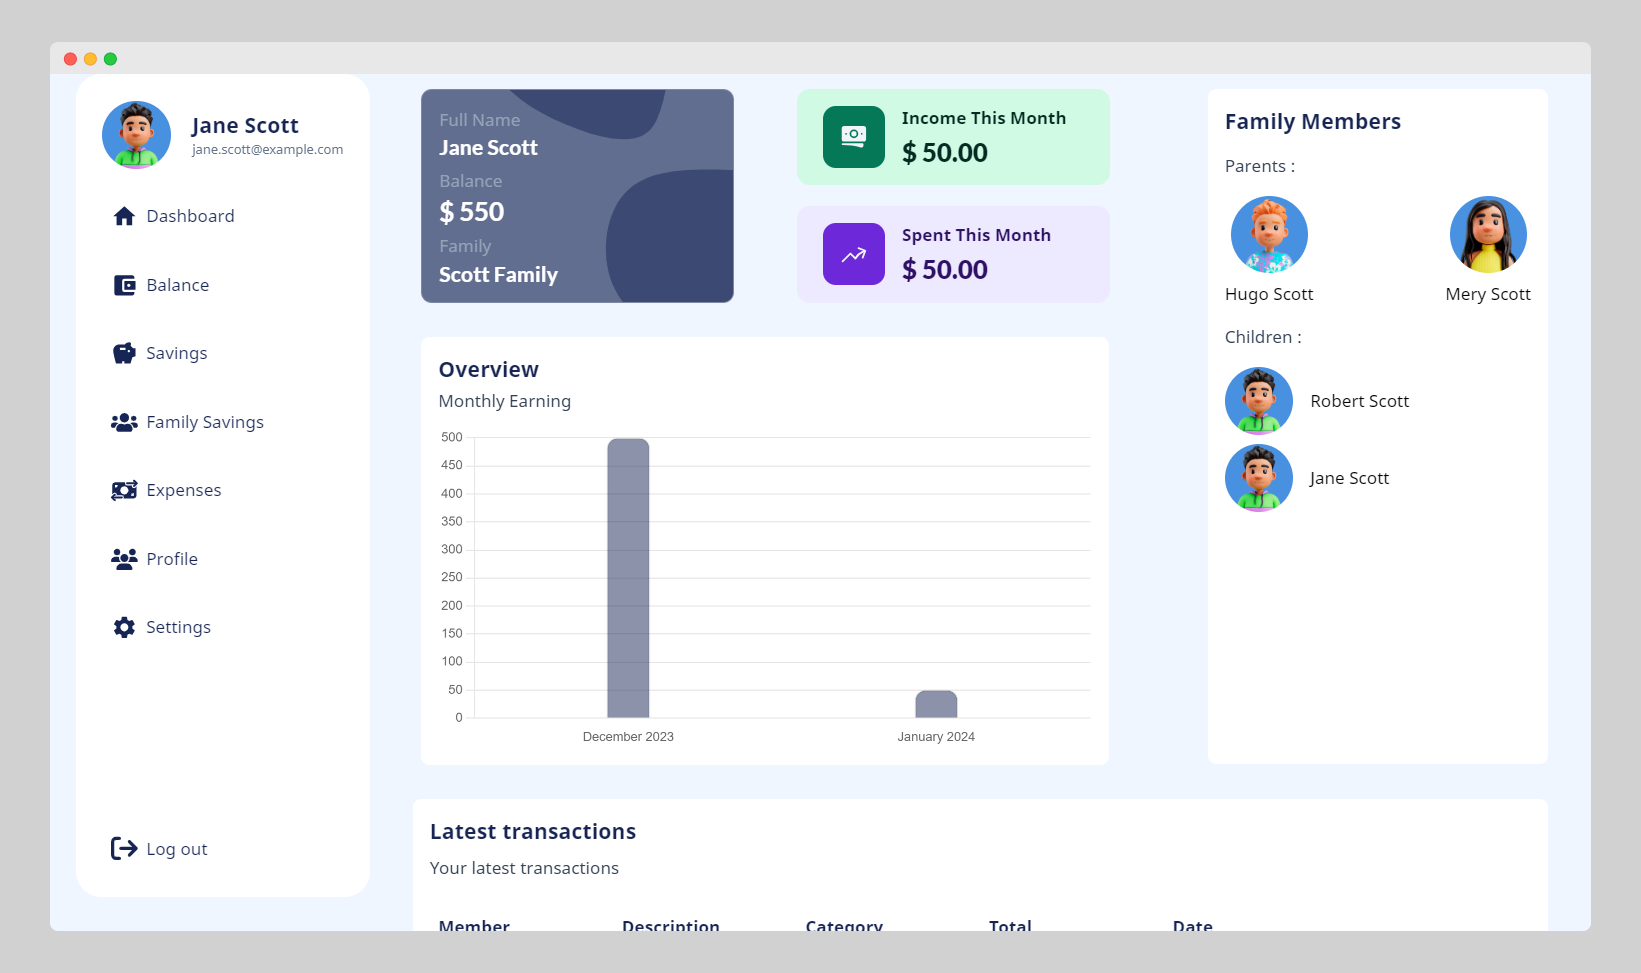 Jane Scott
jane.scott@example.com
Dashboard
Balance
Savings
Family Savings
Expenses
Profile
Settings
Log out
Full Name
Jane Scott
Balance
$ 550
Family
Scott Family
Income This Month
$ 50.00
Spent This Month
$ 50.00
Overview
Monthly Earning
500
450
400
350
300
250
200
150
100
50
0
December 2023
January 2024
Family Members
Parents :
Hugo Scott
Mery Scott
Children :
Robert Scott
Jane Scott
Latest transactions
Your latest transactions
Member
Description
Category
Total
Date